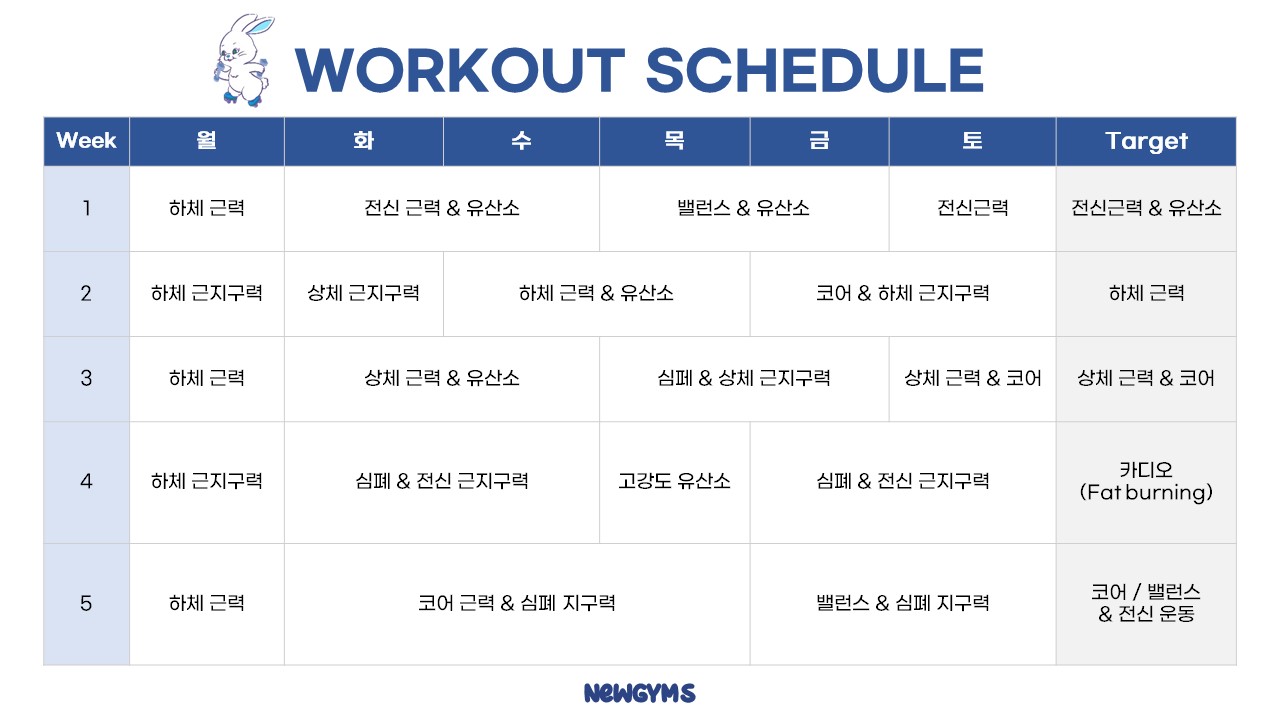 WORKOUT SCHEDULE
Week 월 화 수 목 금 토 Target
1 하체 근력 전신 근력 & 유산소 밸런스 & 유산소 전신근력 전신근력 & 유산소
2 하체 근지구력 상체 근지구력 하체 근력 & 유산소 코어 & 하체 근지구력 하체 근력
3 하체 근력 상체 근력 & 유산소 심페 & 상체 근지구력 상체 근력 & 코어 상체 근력 & 코어
4 하체 근지구력 심폐 & 전신 근지구력 고강도 유산소 심폐 & 전신 근지구력 카디오
(Fat burning)
5 하체 근력 코어 근력 & 심폐 지구력 밸런스 & 심폐 지구력 코어 / 밸런스
& 전신 운동
NEWGYMS